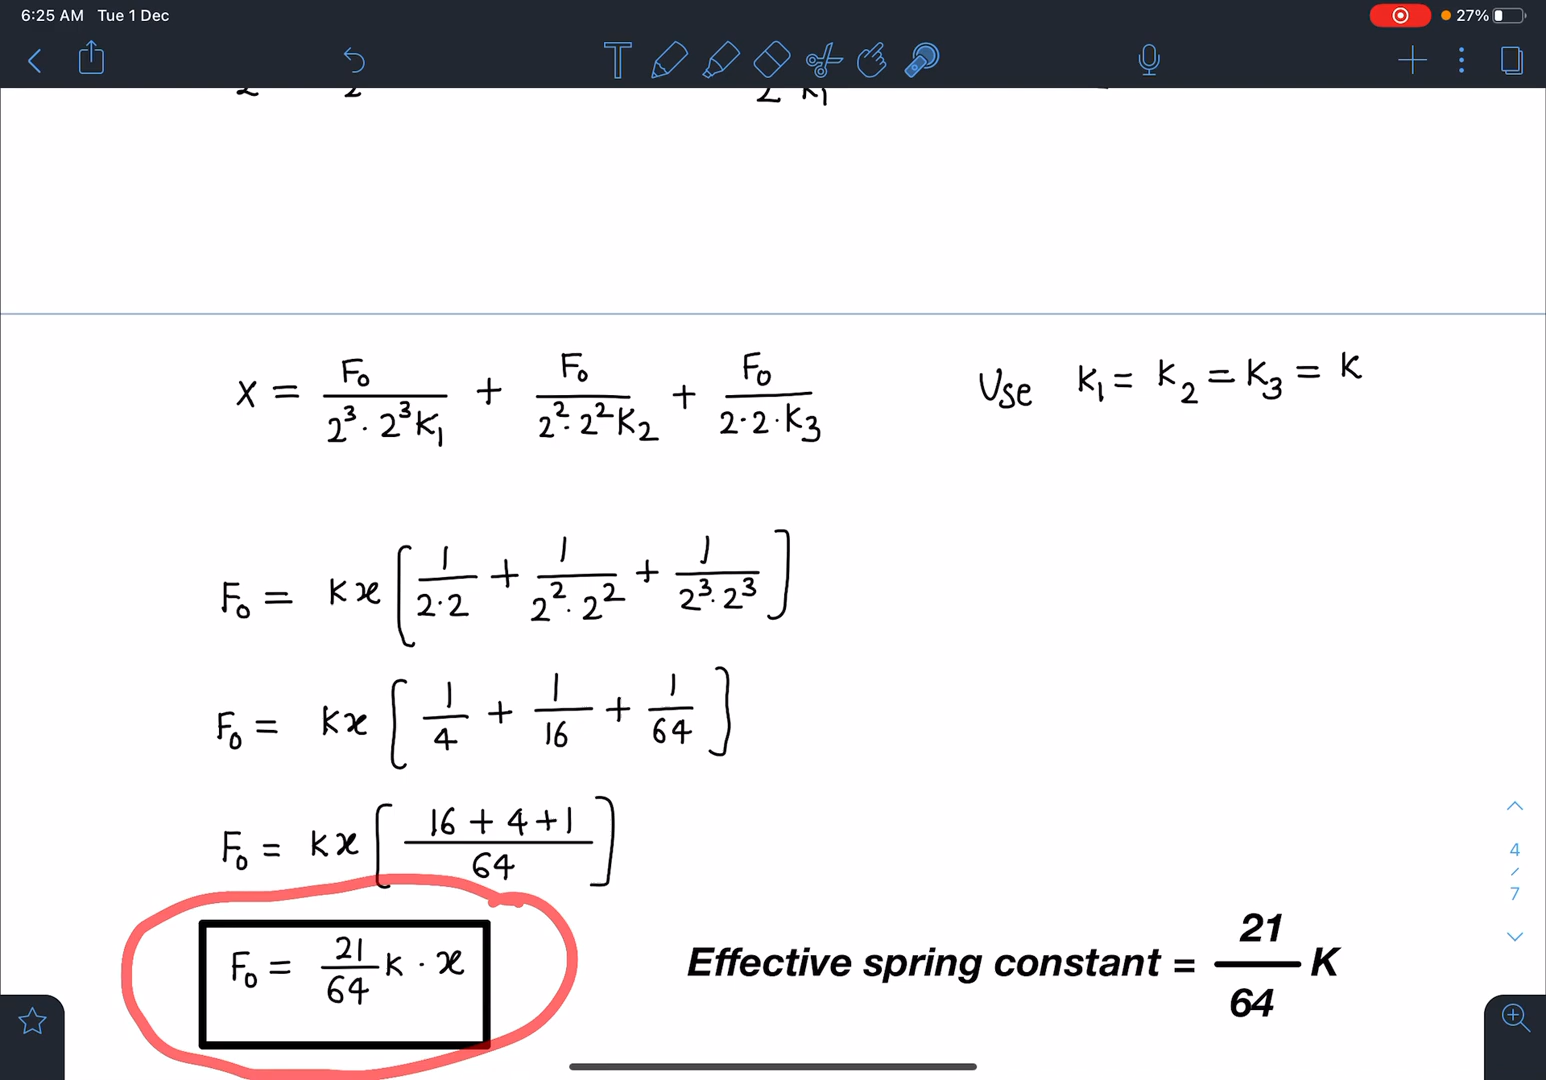 6:25 AM Tue 1 Dec
27%
x = F₀/(2³·2³K₁) + F₀/(2²·2²K₂) + F₀/(2·2·K₃)
Use K₁ = K₂ = K₃ = K
F₀ = Kx [1/(2·2) + 1/(2²·2²) + 1/(2³·2³)]
F₀ = Kx [1/4 + 1/16 + 1/64]
4
/
7
F₀ = Kx [(16 + 4 + 1)/64]
F₀ = 21/64 K · x
Effective spring constant = 21/64 K